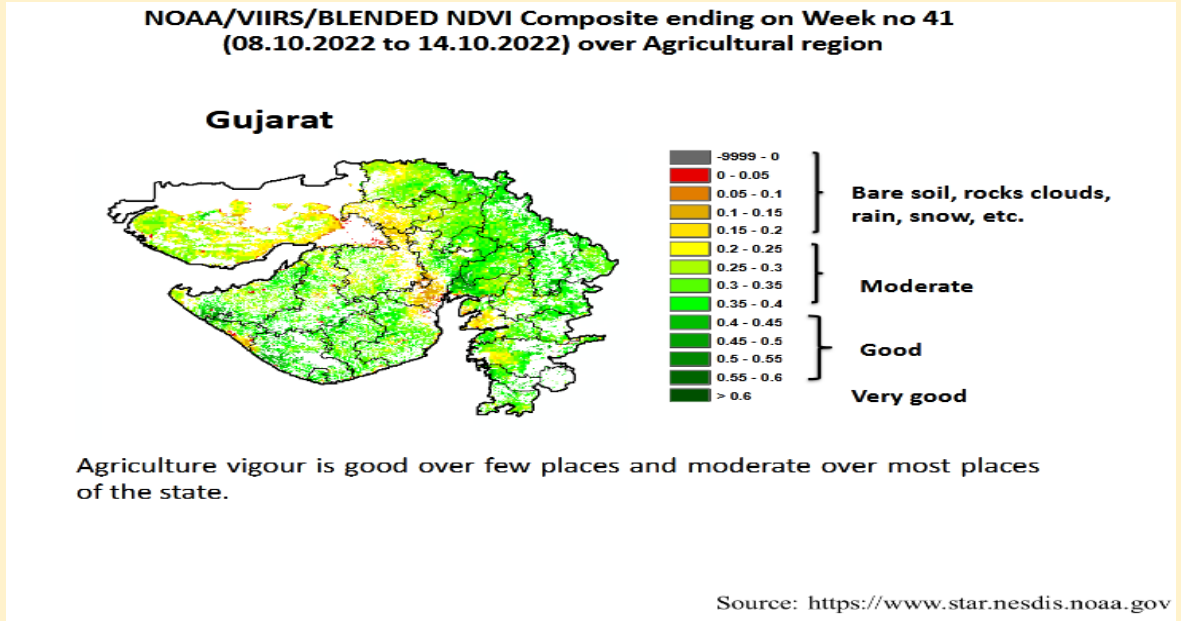 NOAA/VIIRS/BLENDED NDVI Composite ending on Week no 41
(08.10.2022 to 14.10.2022) over Agricultural region
Gujarat
-9999 - 0
0 - 0.05
0.05 - 0.1
0.1 - 0.15
0.15 - 0.2
0.2 - 0.25
0.25 - 0.3
0.3 - 0.35
0.35 - 0.4
0.4 - 0.45
0.45 - 0.5
0.5 - 0.55
0.55 - 0.6
> 0.6
Bare soil, rocks clouds,
rain, snow, etc.
Moderate
Good
Very good
Agriculture vigour is good over few places and moderate over most places
of the state.
Source: https://www.star.nesdis.noaa.gov